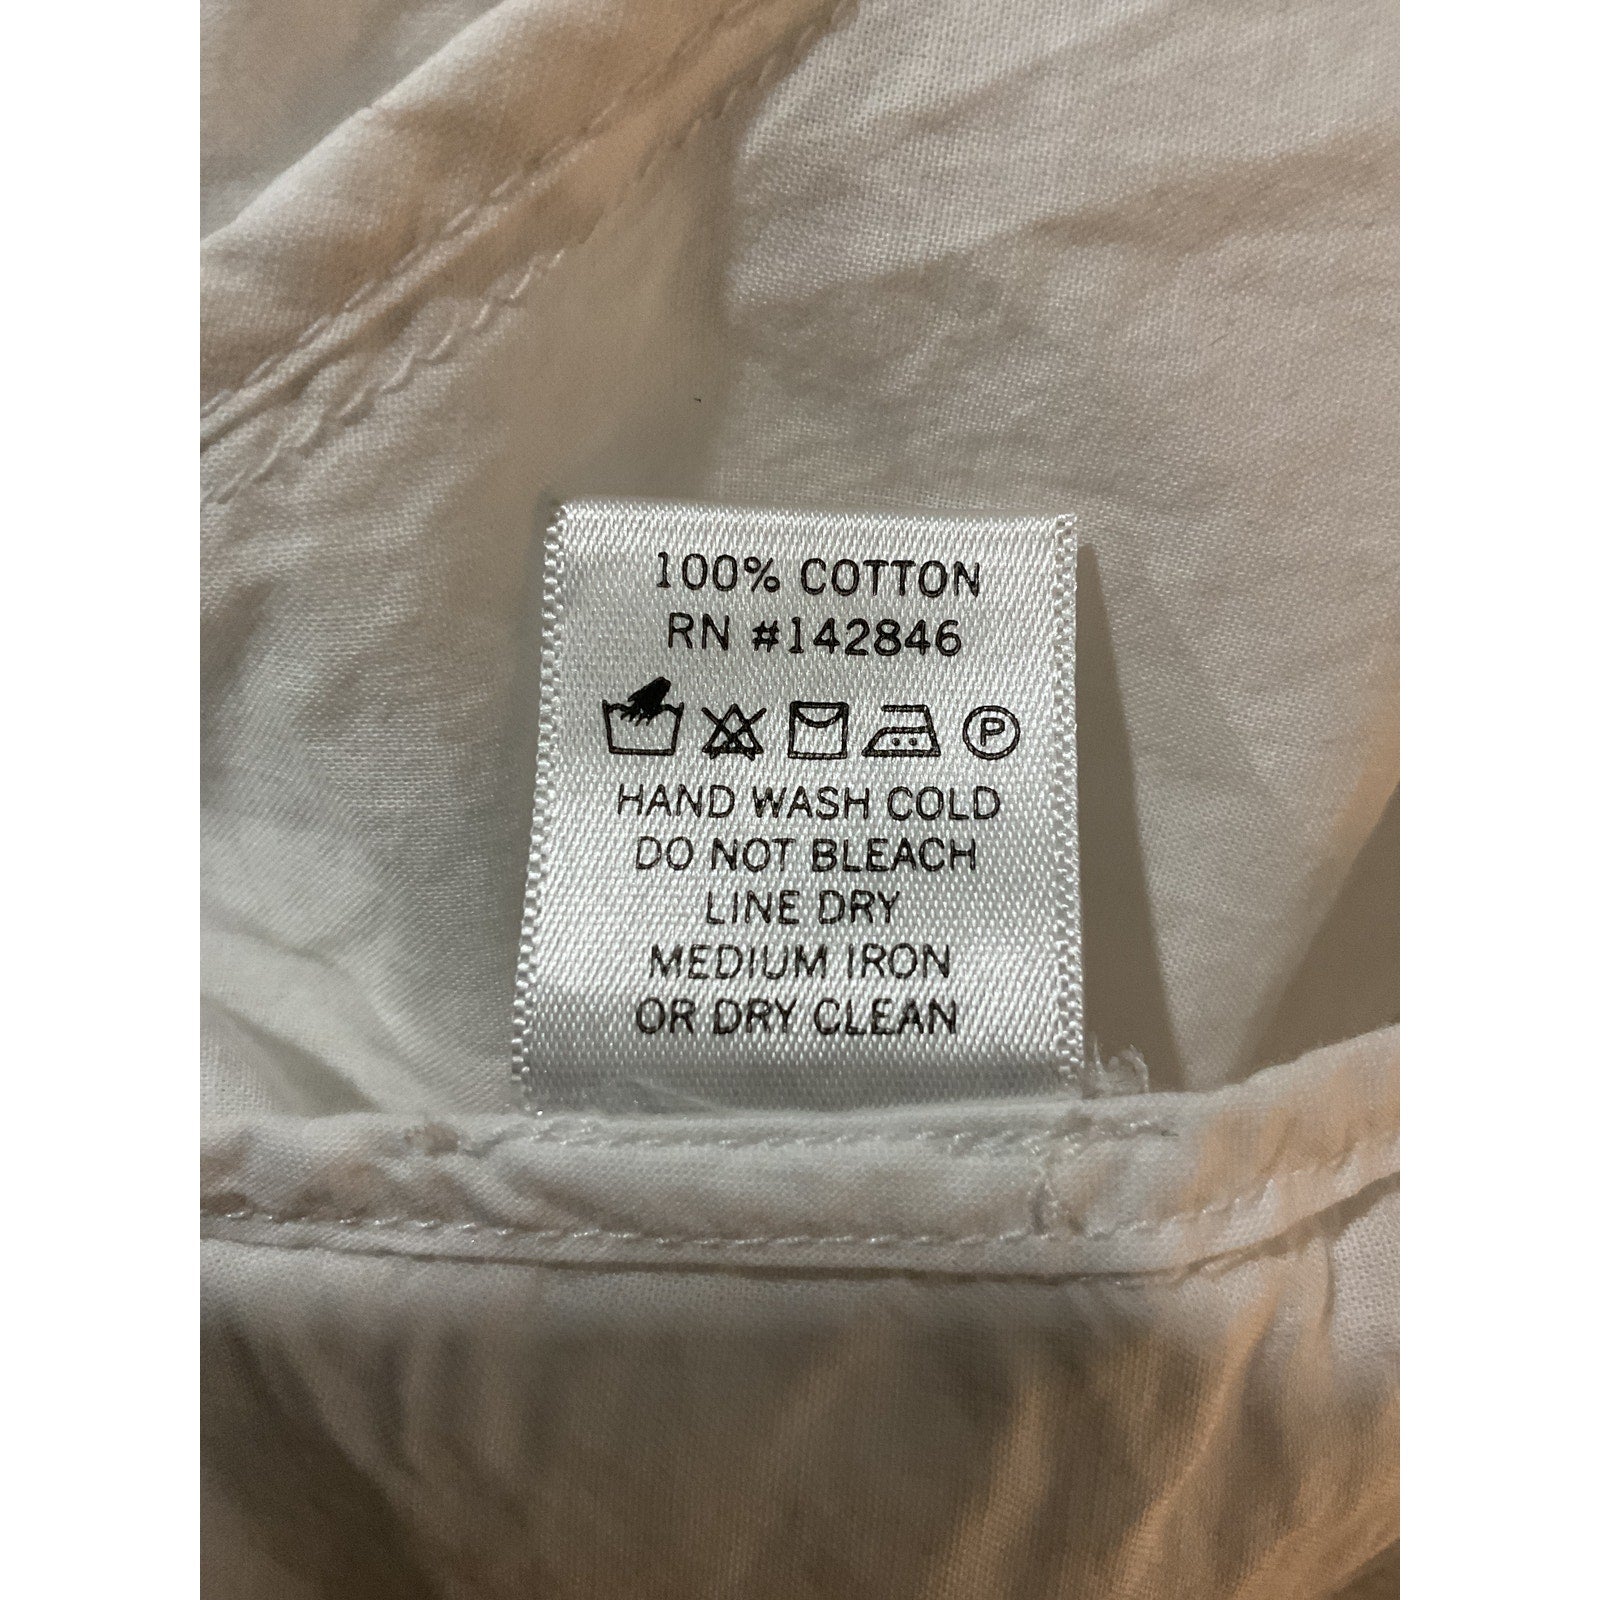 100% COTTON
RN #142846
P
HAND WASH COLD
DO NOT BLEACH
LINE DRY
MEDIUM IRON
OR DRY CLEAN